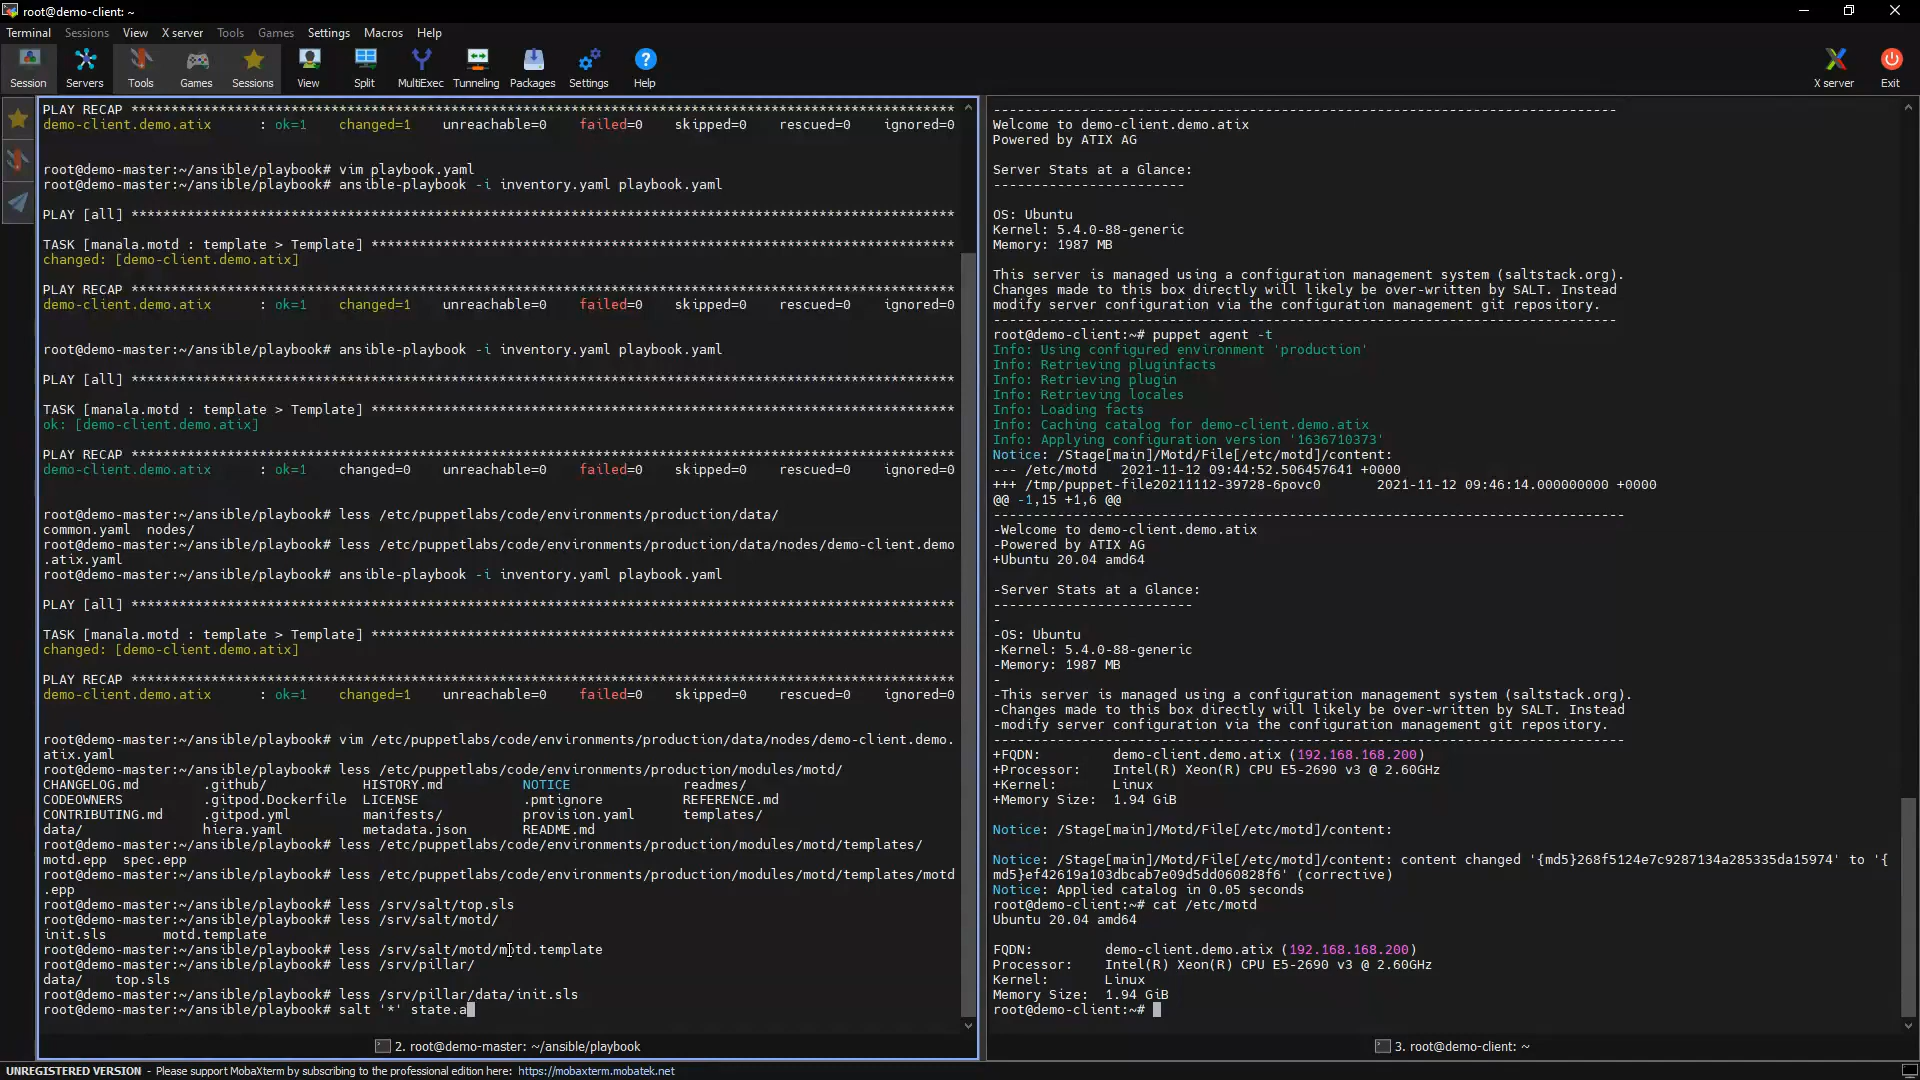 root@demo-client: ~
Terminal Sessions View X server Tools Games Settings Macros Help
Session Servers Tools Games Sessions View Split MultiExec Tunneling Packages Settings Help X server Exit
PLAY RECAP *******************************************************************************************************
demo-client.demo.atix : ok=1 changed=1 unreachable=0 failed=0 skipped=0 rescued=0 ignored=0
root@demo-master:~/ansible/playbook# vim playbook.yaml
root@demo-master:~/ansible/playbook# ansible-playbook -i inventory.yaml playbook.yaml
PLAY [all] *******************************************************************************************************
TASK [manala.motd : template > Template] *************************************************************************
changed: [demo-client.demo.atix]
PLAY RECAP *******************************************************************************************************
demo-client.demo.atix : ok=1 changed=1 unreachable=0 failed=0 skipped=0 rescued=0 ignored=0
root@demo-master:~/ansible/playbook# ansible-playbook -i inventory.yaml playbook.yaml
PLAY [all] *******************************************************************************************************
TASK [manala.motd : template > Template] *************************************************************************
ok: [demo-client.demo.atix]
PLAY RECAP *******************************************************************************************************
demo-client.demo.atix : ok=1 changed=0 unreachable=0 failed=0 skipped=0 rescued=0 ignored=0
root@demo-master:~/ansible/playbook# less /etc/puppetlabs/code/environments/production/data/
common.yaml nodes/
root@demo-master:~/ansible/playbook# less /etc/puppetlabs/code/environments/production/data/nodes/demo-client.demo
.atix.yaml
root@demo-master:~/ansible/playbook# ansible-playbook -i inventory.yaml playbook.yaml
PLAY [all] *******************************************************************************************************
TASK [manala.motd : template > Template] *************************************************************************
changed: [demo-client.demo.atix]
PLAY RECAP *******************************************************************************************************
demo-client.demo.atix : ok=1 changed=1 unreachable=0 failed=0 skipped=0 rescued=0 ignored=0
root@demo-master:~/ansible/playbook# vim /etc/puppetlabs/code/environments/production/data/nodes/demo-client.demo.
atix.yaml
root@demo-master:~/ansible/playbook# less /etc/puppetlabs/code/environments/production/modules/motd/
CHANGELOG.md .github/ HISTORY.md NOTICE readmes/
CODEOWNERS .gitpod.Dockerfile LICENSE .pmtignore REFERENCE.md
CONTRIBUTING.md .gitpod.yml manifests/ provision.yaml templates/
data/ hiera.yaml metadata.json README.md
root@demo-master:~/ansible/playbook# less /etc/puppetlabs/code/environments/production/modules/motd/templates/
motd.epp spec.epp
root@demo-master:~/ansible/playbook# less /etc/puppetlabs/code/environments/production/modules/motd/templates/motd
.epp
root@demo-master:~/ansible/playbook# less /srv/salt/top.sls
root@demo-master:~/ansible/playbook# less /srv/salt/motd/
init.sls motd.template
root@demo-master:~/ansible/playbook# less /srv/salt/motd/motd.template
root@demo-master:~/ansible/playbook# less /srv/pillar/
data/ top.sls
root@demo-master:~/ansible/playbook# less /srv/pillar/data/init.sls
root@demo-master:~/ansible/playbook# salt '*' state.a
2. root@demo-master: ~/ansible/playbook
------------------------------------------------------------------------------
Welcome to demo-client.demo.atix
Powered by ATIX AG
Server Stats at a Glance:
------------------------
OS: Ubuntu
Kernel: 5.4.0-88-generic
Memory: 1987 MB
This server is managed using a configuration management system (saltstack.org).
Changes made to this box directly will likely be over-written by SALT. Instead
modify server configuration via the configuration management git repository.
------------------------------------------------------------------------------
root@demo-client:~# puppet agent -t
Info: Using configured environment 'production'
Info: Retrieving pluginfacts
Info: Retrieving plugin
Info: Retrieving locales
Info: Loading facts
Info: Caching catalog for demo-client.demo.atix
Info: Applying configuration version '1636710373'
Notice: /Stage[main]/Motd/File[/etc/motd]/content:
--- /etc/motd 2021-11-12 09:44:52.506457641 +0000
+++ /tmp/puppet-file20211112-39728-6povc0 2021-11-12 09:46:14.000000000 +0000
@@ -1,15 +1,6 @@
-------------------------------------------------------------------------------
-Welcome to demo-client.demo.atix
-Powered by ATIX AG
+Ubuntu 20.04 amd64
-Server Stats at a Glance:
-------------------------
-
-OS: Ubuntu
-Kernel: 5.4.0-88-generic
-Memory: 1987 MB
-
-This server is managed using a configuration management system (saltstack.org).
-Changes made to this box directly will likely be over-written by SALT. Instead
-modify server configuration via the configuration management git repository.
-------------------------------------------------------------------------------
+FQDN: demo-client.demo.atix (192.168.168.200)
+Processor: Intel(R) Xeon(R) CPU E5-2690 v3 @ 2.60GHz
+Kernel: Linux
+Memory Size: 1.94 GiB
Notice: /Stage[main]/Motd/File[/etc/motd]/content:
Notice: /Stage[main]/Motd/File[/etc/motd]/content: content changed '{md5}268f5124e7c9287134a285335da15974' to '{
md5}ef42619a103dbcab7e09d5dd060828f6' (corrective)
Notice: Applied catalog in 0.05 seconds
root@demo-client:~# cat /etc/motd
Ubuntu 20.04 amd64
FQDN: demo-client.demo.atix (192.168.168.200)
Processor: Intel(R) Xeon(R) CPU E5-2690 v3 @ 2.60GHz
Kernel: Linux
Memory Size: 1.94 GiB
root@demo-client:~#
3. root@demo-client: ~
UNREGISTERED VERSION - Please support MobaXterm by subscribing to the professional edition here: https://mobaxterm.mobatek.net